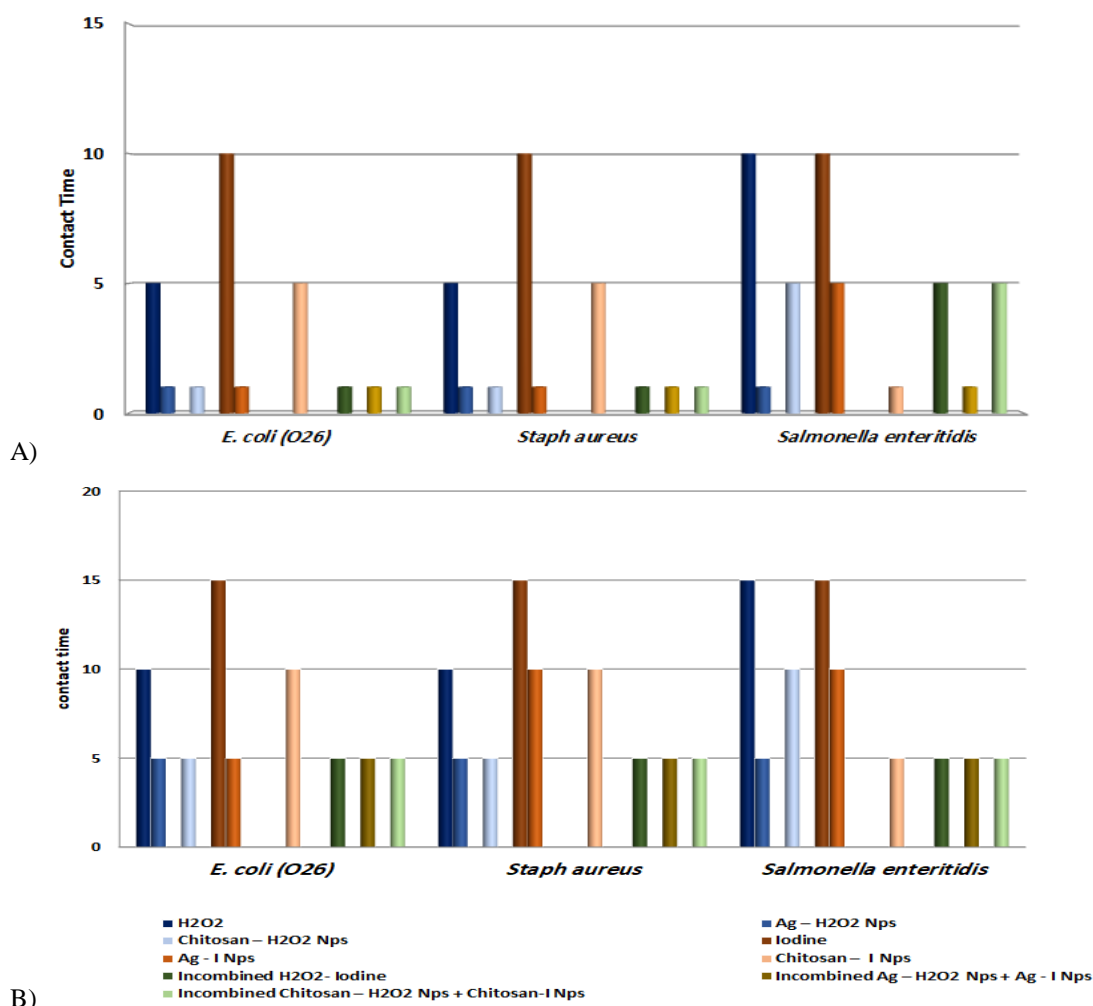 15
10
5
0
Contact Time
E. coli (O26) Staph aureus Salmonella enteritidis
A)
20
15
10
5
0
contact time
E. coli (O26) Staph aureus Salmonella enteritidis
H2O2 Ag – H2O2 Nps
Chitosan – H2O2 Nps Iodine
Ag - I Nps Chitosan – I Nps
Incombined H2O2- Iodine Incombined Ag – H2O2 Nps + Ag - I Nps
Incombined Chitosan – H2O2 Nps + Chitosan-I Nps
B)